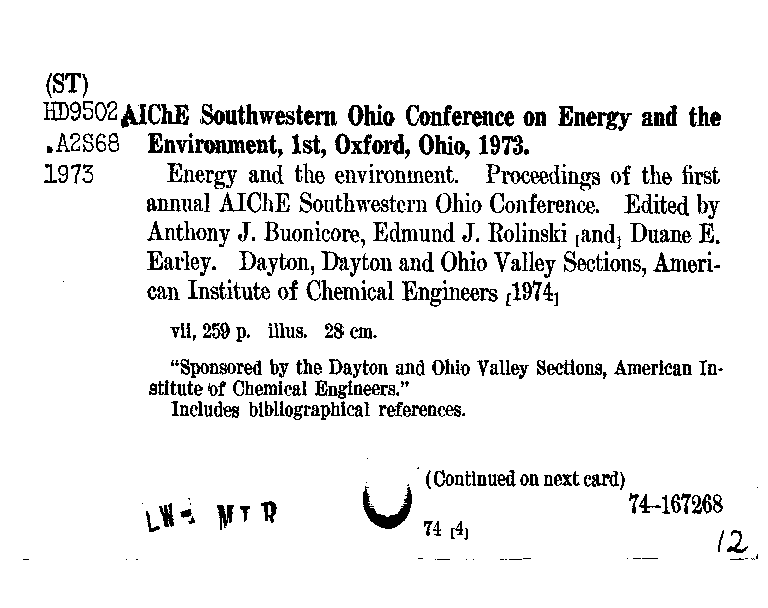 (ST)
HD9502 AIChE Southwestern Ohio Conference on Energy and the
.A2S68 Environment, 1st, Oxford, Ohio, 1973.
1973 Energy and the environment. Proceedings of the first
annual AIChE Southwestern Ohio Conference. Edited by
Anthony J. Buonicore, Edmund J. Rolinski [and] Duane E.
Earley. Dayton, Dayton and Ohio Valley Sections, Ameri-
can Institute of Chemical Engineers [1974]
vii, 259 p. illus. 28 cm.
"Sponsored by the Dayton and Ohio Valley Sections, American In-
stitute of Chemical Engineers."
Includes bibliographical references.
(Continued on next card)
74-167268
MTR
74 [4]
12